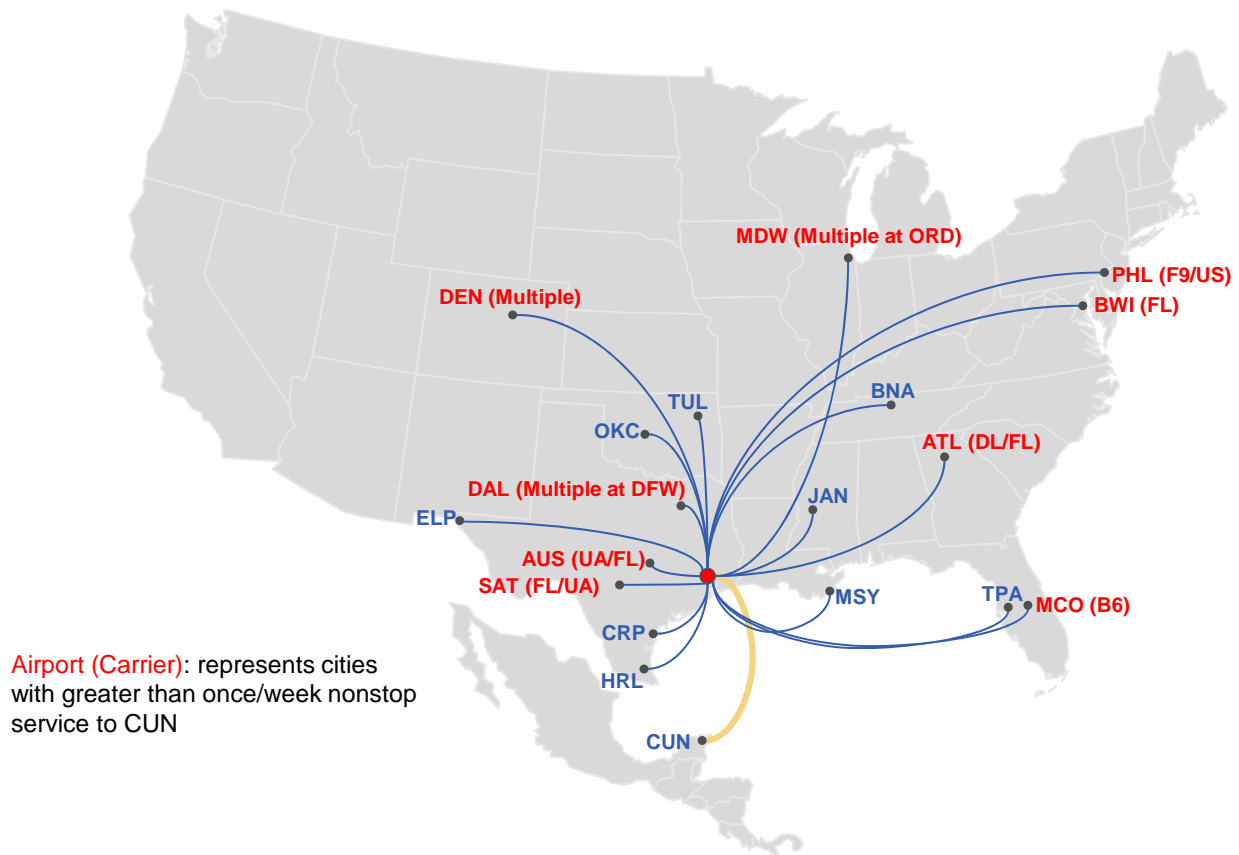 MDW (Multiple at ORD)
PHL (F9/US)
DEN (Multiple)
BWI (FL)
BNA
TUL
OKC
ATL (DL/FL)
DAL (Multiple at DFW)
JAN
ELP
AUS (UA/FL)
SAT (FL/UA)
MSY
TPA
MCO (B6)
CRP
HRL
Airport (Carrier): represents cities
with greater than once/week nonstop
service to CUN
CUN